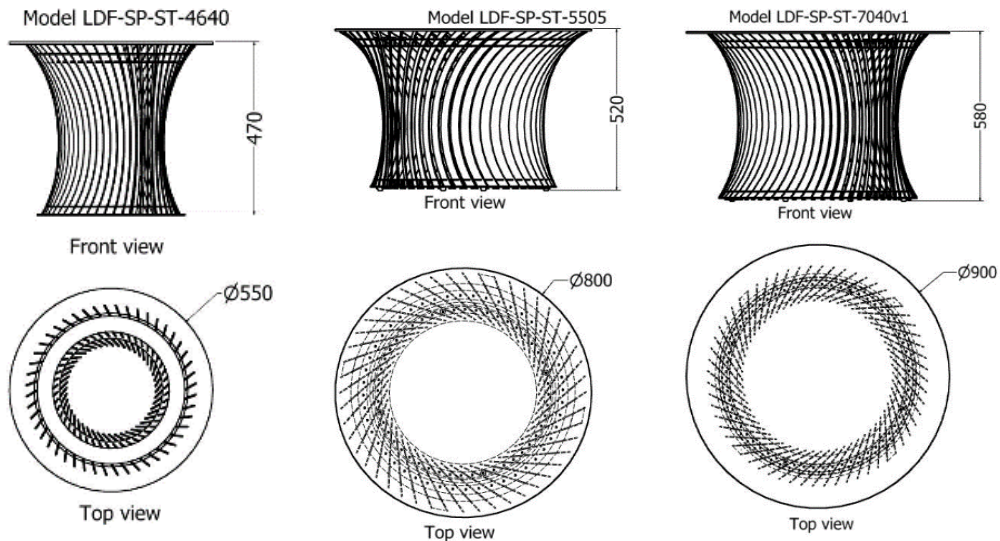 Model LDF-SP-ST-4640
470
Front view
Ø550
Top view
Model LDF-SP-ST-5505
520
Front view
Ø800
Top view
Model LDF-SP-ST-7040v1
580
Front view
Ø900
Top view